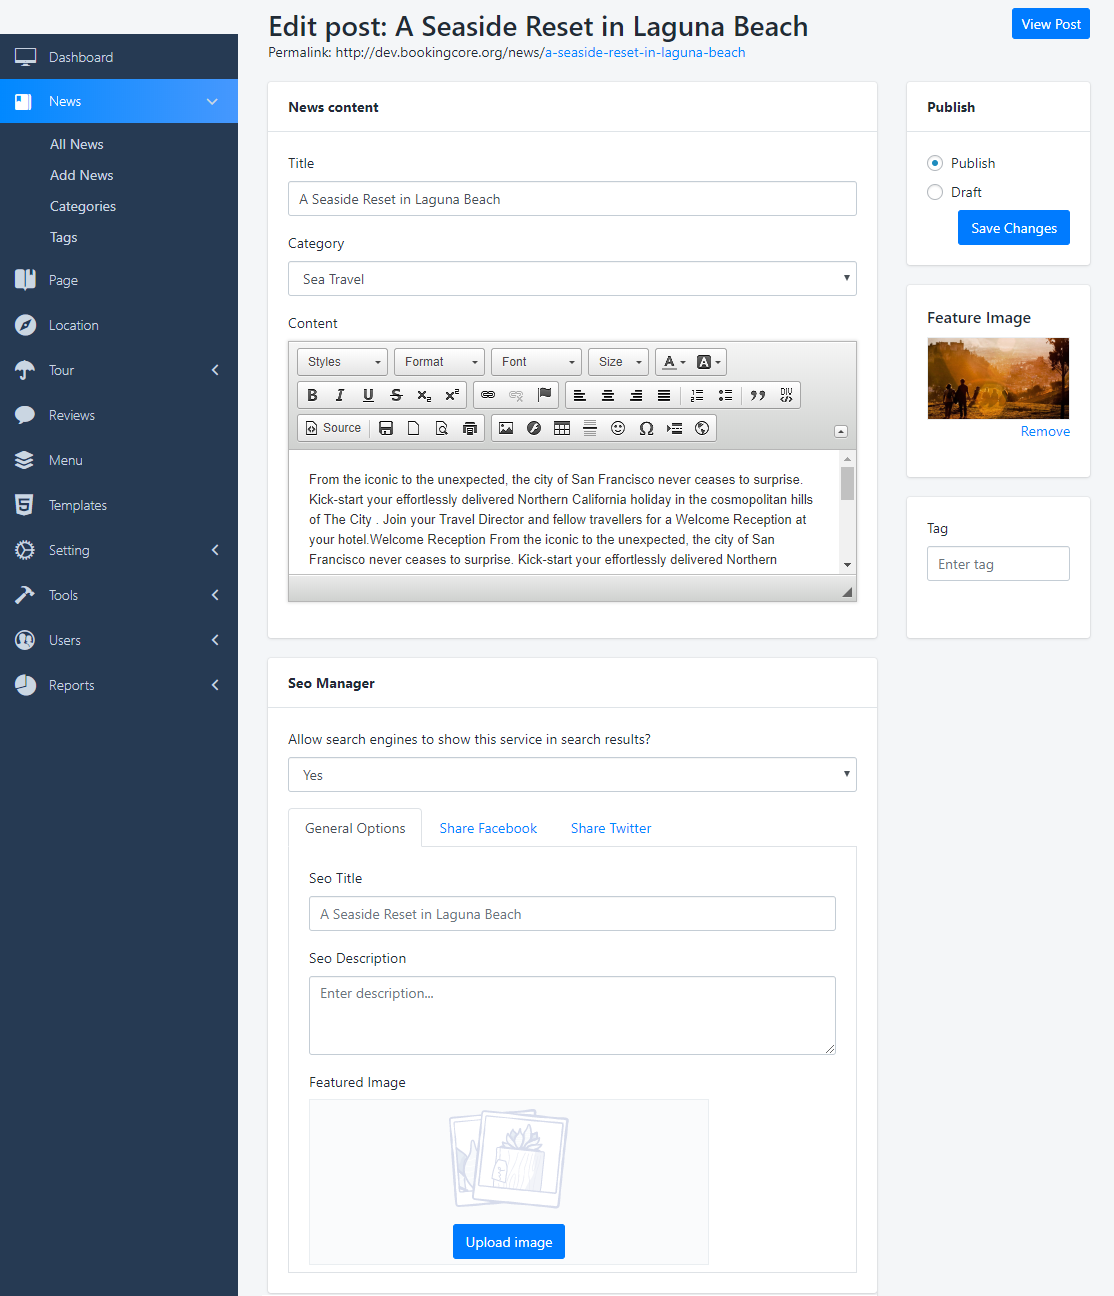 Edit post: A Seaside Reset in Laguna Beach
View Post
Permalink: http://dev.bookingcore.org/news/a-seaside-reset-in-laguna-beach
Dashboard
News
All News
Add News
Categories
Tags
Page
Location
Tour
Reviews
Menu
Templates
Setting
Tools
Users
Reports
News content
Title
A Seaside Reset in Laguna Beach
Category
Sea Travel
Content
Styles Format Font Size A A
B I U S x₂ x² DIV
Source
From the iconic to the unexpected, the city of San Francisco never ceases to surprise.
Kick-start your effortlessly delivered Northern California holiday in the cosmopolitan hills
of The City . Join your Travel Director and fellow travellers for a Welcome Reception at
your hotel.Welcome Reception From the iconic to the unexpected, the city of San
Francisco never ceases to surprise. Kick-start your effortlessly delivered Northern
Publish
Publish
Draft
Save Changes
Feature Image
Remove
Tag
Enter tag
Seo Manager
Allow search engines to show this service in search results?
Yes
General Options Share Facebook Share Twitter
Seo Title
A Seaside Reset in Laguna Beach
Seo Description
Enter description...
Featured Image
Upload image